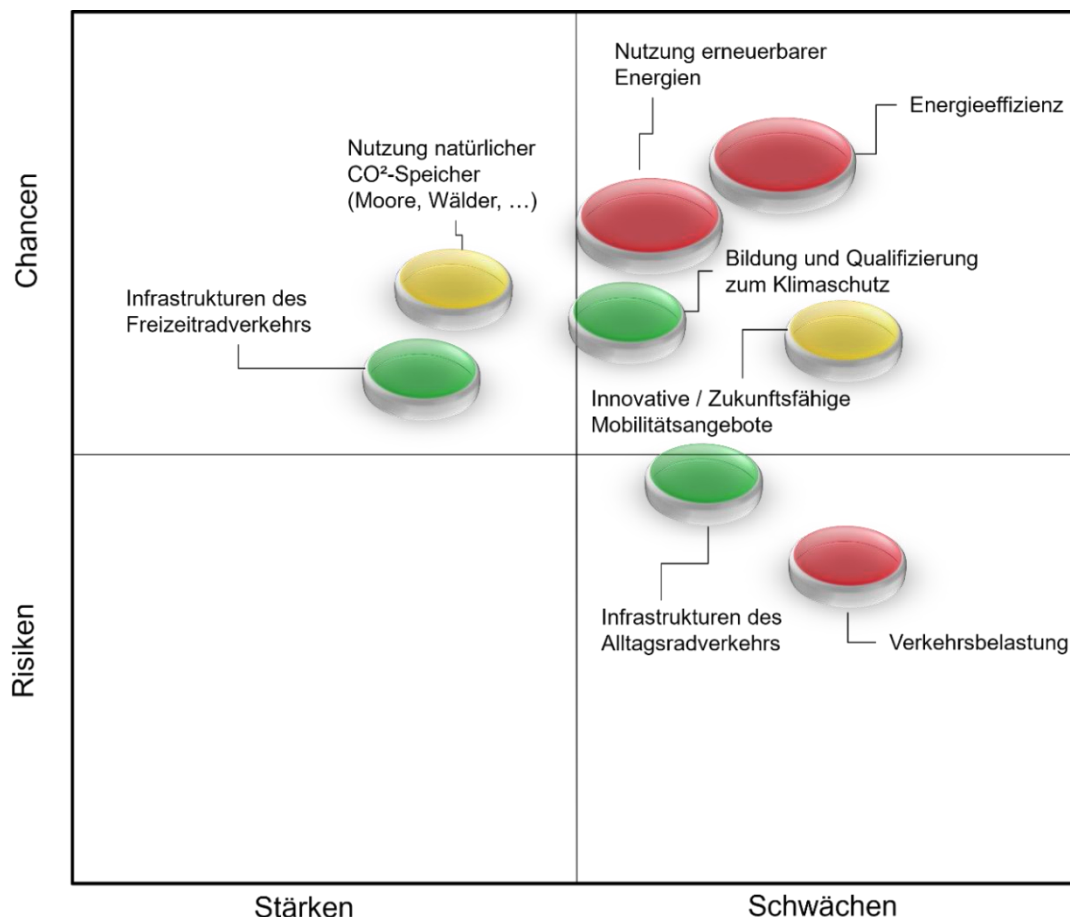 Nutzung erneuerbarer
Energien
Energieeffizienz
Nutzung natürlicher
CO²-Speicher
(Moore, Wälder, …)
Chancen
Bildung und Qualifizierung
zum Klimaschutz
Infrastrukturen des
Freizeitradverkehrs
Innovative / Zukunftsfähige
Mobilitätsangebote
Infrastrukturen des
Alltagsradverkehrs
Verkehrsbelastung
Risiken
Stärken
Schwächen